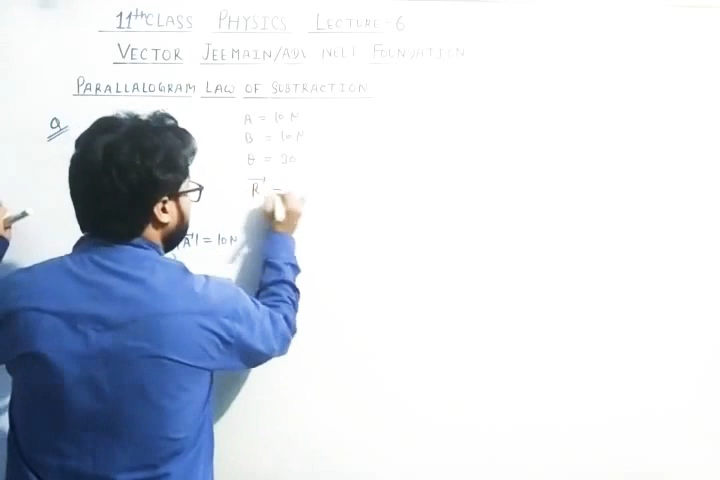 11thCLASS PHYSICS LECTURE-6
VECTOR JEEMAIN/ADV NEET FOUNDATION
PARALLALOGRAM LAW OF SUBTRACTION
Q
A = 10 N
B = 10 N
θ = 90
R⃗ =
|A⃗| = 10 N